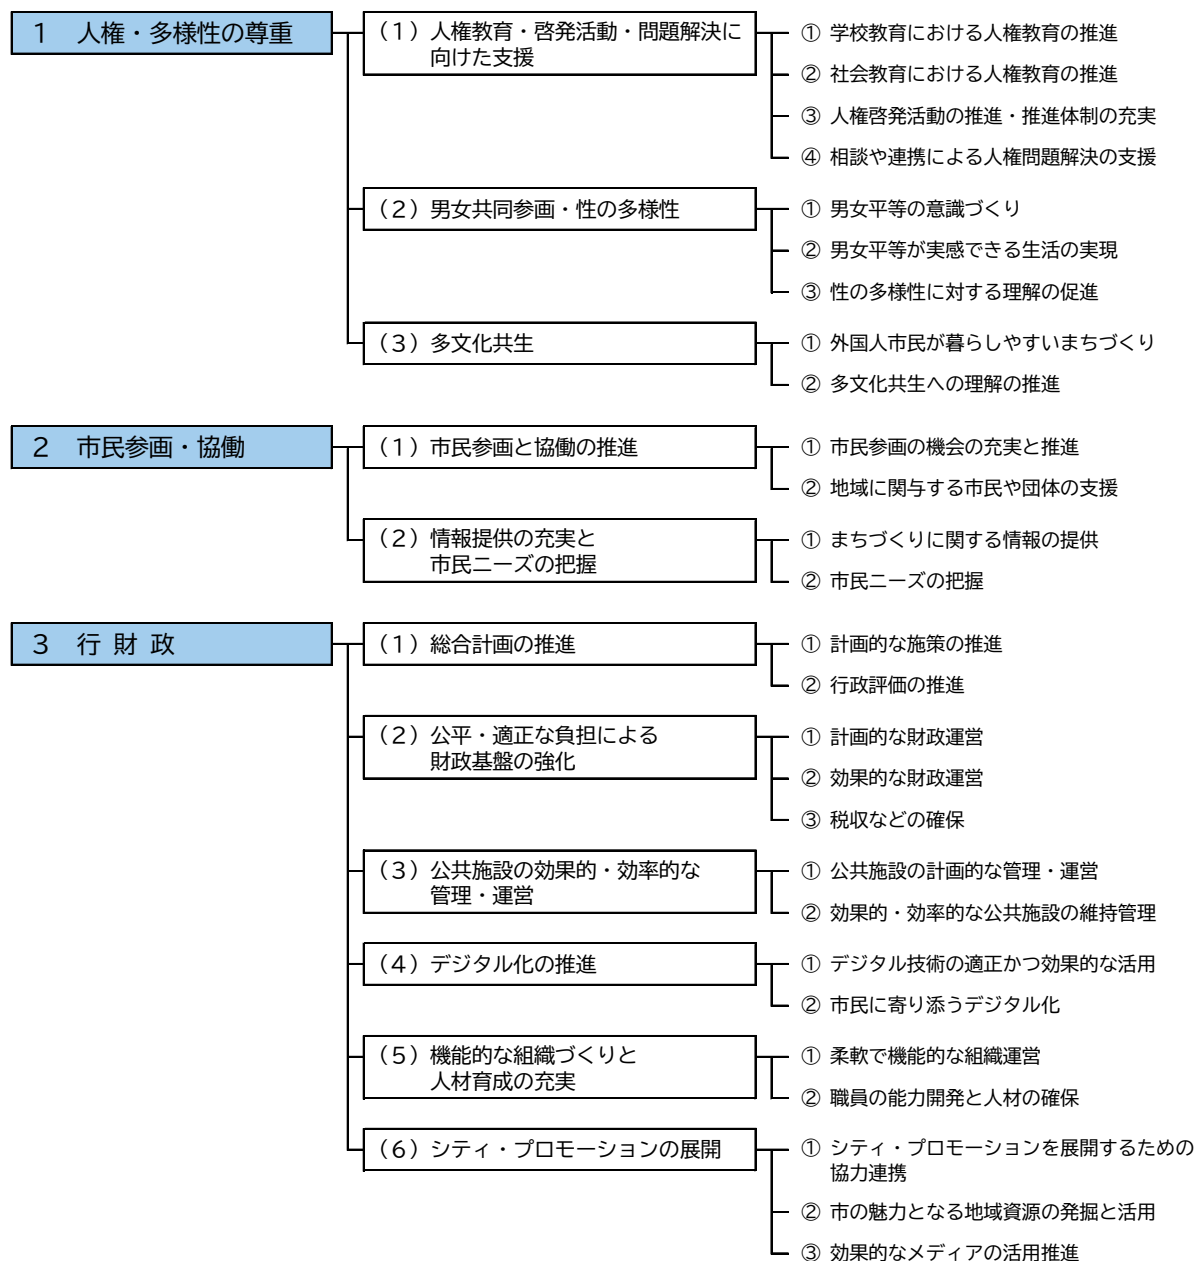 1 人権・多様性の尊重
(1)人権教育・啓発活動・問題解決に
向けた支援
① 学校教育における人権教育の推進
② 社会教育における人権教育の推進
③ 人権啓発活動の推進・推進体制の充実
④ 相談や連携による人権問題解決の支援
(2)男女共同参画・性の多様性
① 男女平等の意識づくり
② 男女平等が実感できる生活の実現
③ 性の多様性に対する理解の促進
(3)多文化共生
① 外国人市民が暮らしやすいまちづくり
② 多文化共生への理解の推進
2 市民参画・協働
(1)市民参画と協働の推進
① 市民参画の機会の充実と推進
② 地域に関与する市民や団体の支援
(2)情報提供の充実と
市民ニーズの把握
① まちづくりに関する情報の提供
② 市民ニーズの把握
3 行 財 政
(1)総合計画の推進
① 計画的な施策の推進
② 行政評価の推進
(2)公平・適正な負担による
財政基盤の強化
① 計画的な財政運営
② 効果的な財政運営
③ 税収などの確保
(3)公共施設の効果的・効率的な
管理・運営
① 公共施設の計画的な管理・運営
② 効果的・効率的な公共施設の維持管理
(4)デジタル化の推進
① デジタル技術の適正かつ効果的な活用
② 市民に寄り添うデジタル化
(5)機能的な組織づくりと
人材育成の充実
① 柔軟で機能的な組織運営
② 職員の能力開発と人材の確保
(6)シティ・プロモーションの展開
① シティ・プロモーションを展開するための
協力連携
② 市の魅力となる地域資源の発掘と活用
③ 効果的なメディアの活用推進